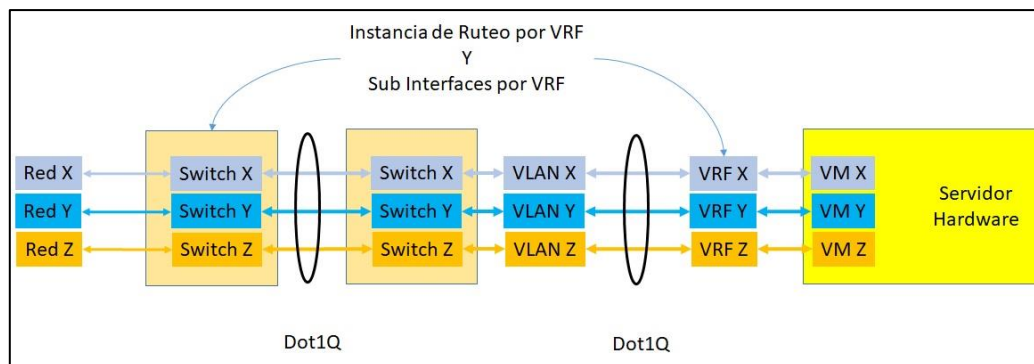 Instancia de Ruteo por VRF
Y
Sub Interfaces por VRF
Red X Switch X Switch X VLAN X VRF X VM X
Red Y Switch Y Switch Y VLAN Y VRF Y VM Y
Red Z Switch Z Switch Z VLAN Z VRF Z VM Z
Servidor
Hardware
Dot1Q Dot1Q